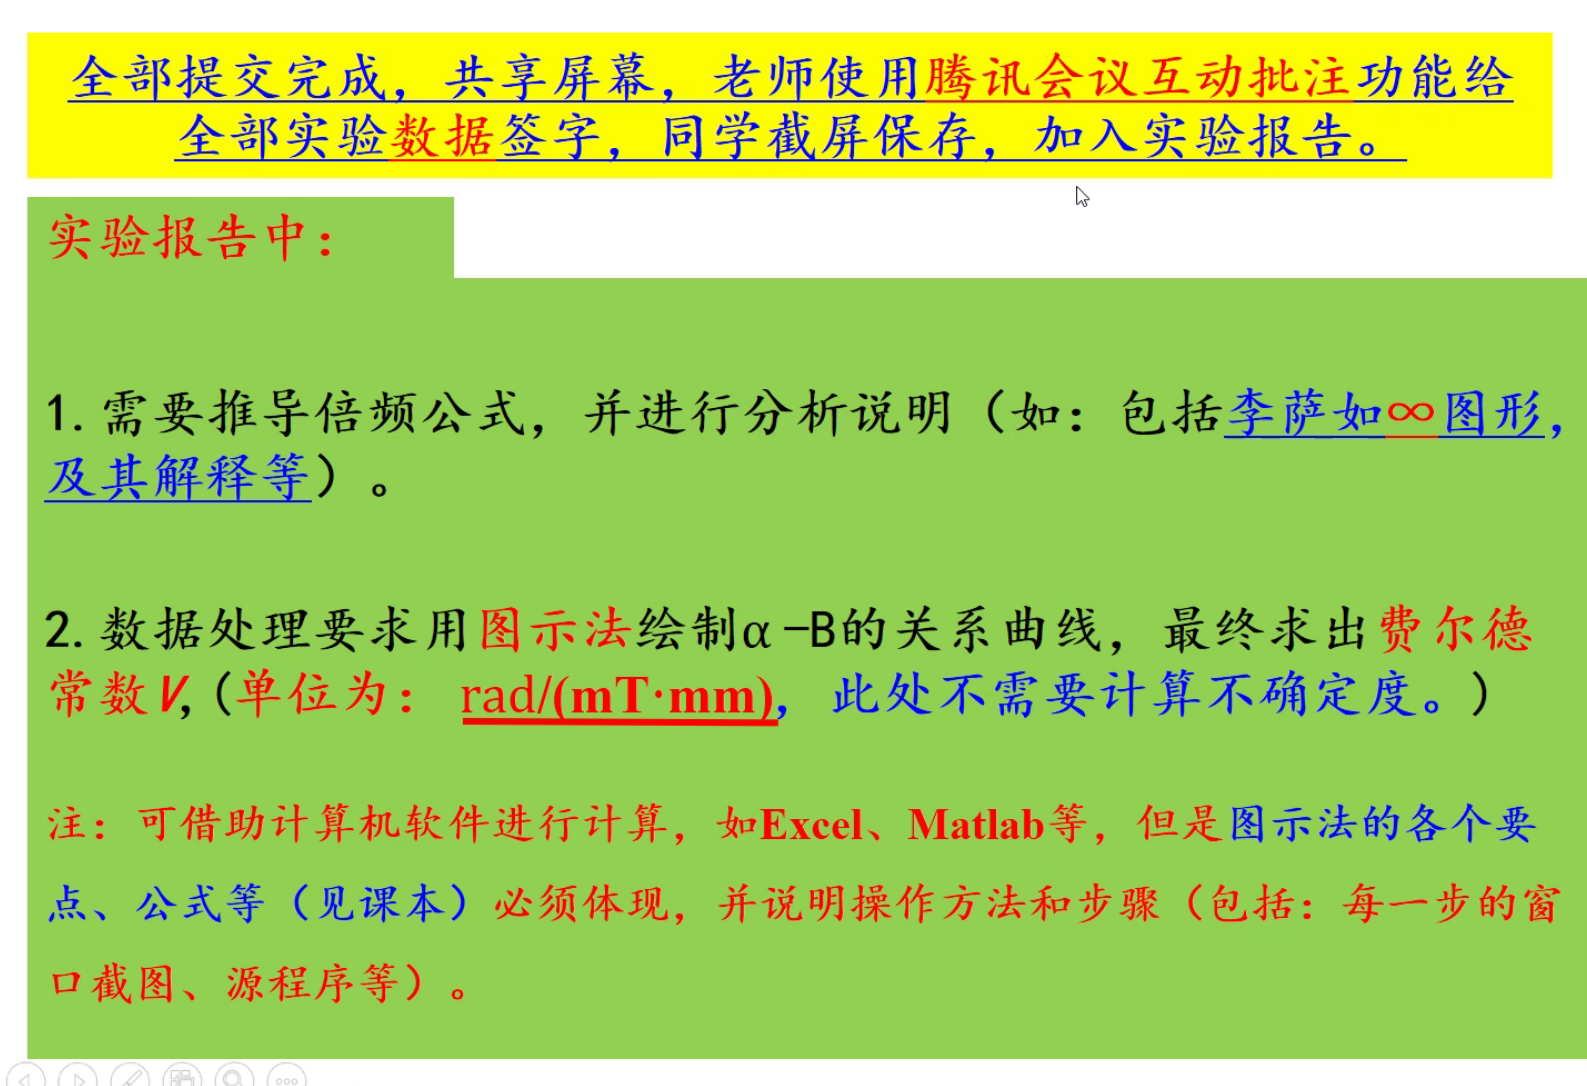 全部提交完成，共享屏幕，老师使用腾讯会议互动批注功能给
全部实验数据签字，同学截屏保存，加入实验报告。
实验报告中：
1.需要推导倍频公式，并进行分析说明（如：包括李萨如∞图形，
及其解释等）。
2.数据处理要求用图示法绘制α-B的关系曲线，最终求出费尔德
常数V,（单位为： rad/(mT·mm)，此处不需要计算不确定度。）
注：可借助计算机软件进行计算，如Excel、Matlab等，但是图示法的各个要
点、公式等（见课本）必须体现，并说明操作方法和步骤（包括：每一步的窗
口截图、源程序等）。